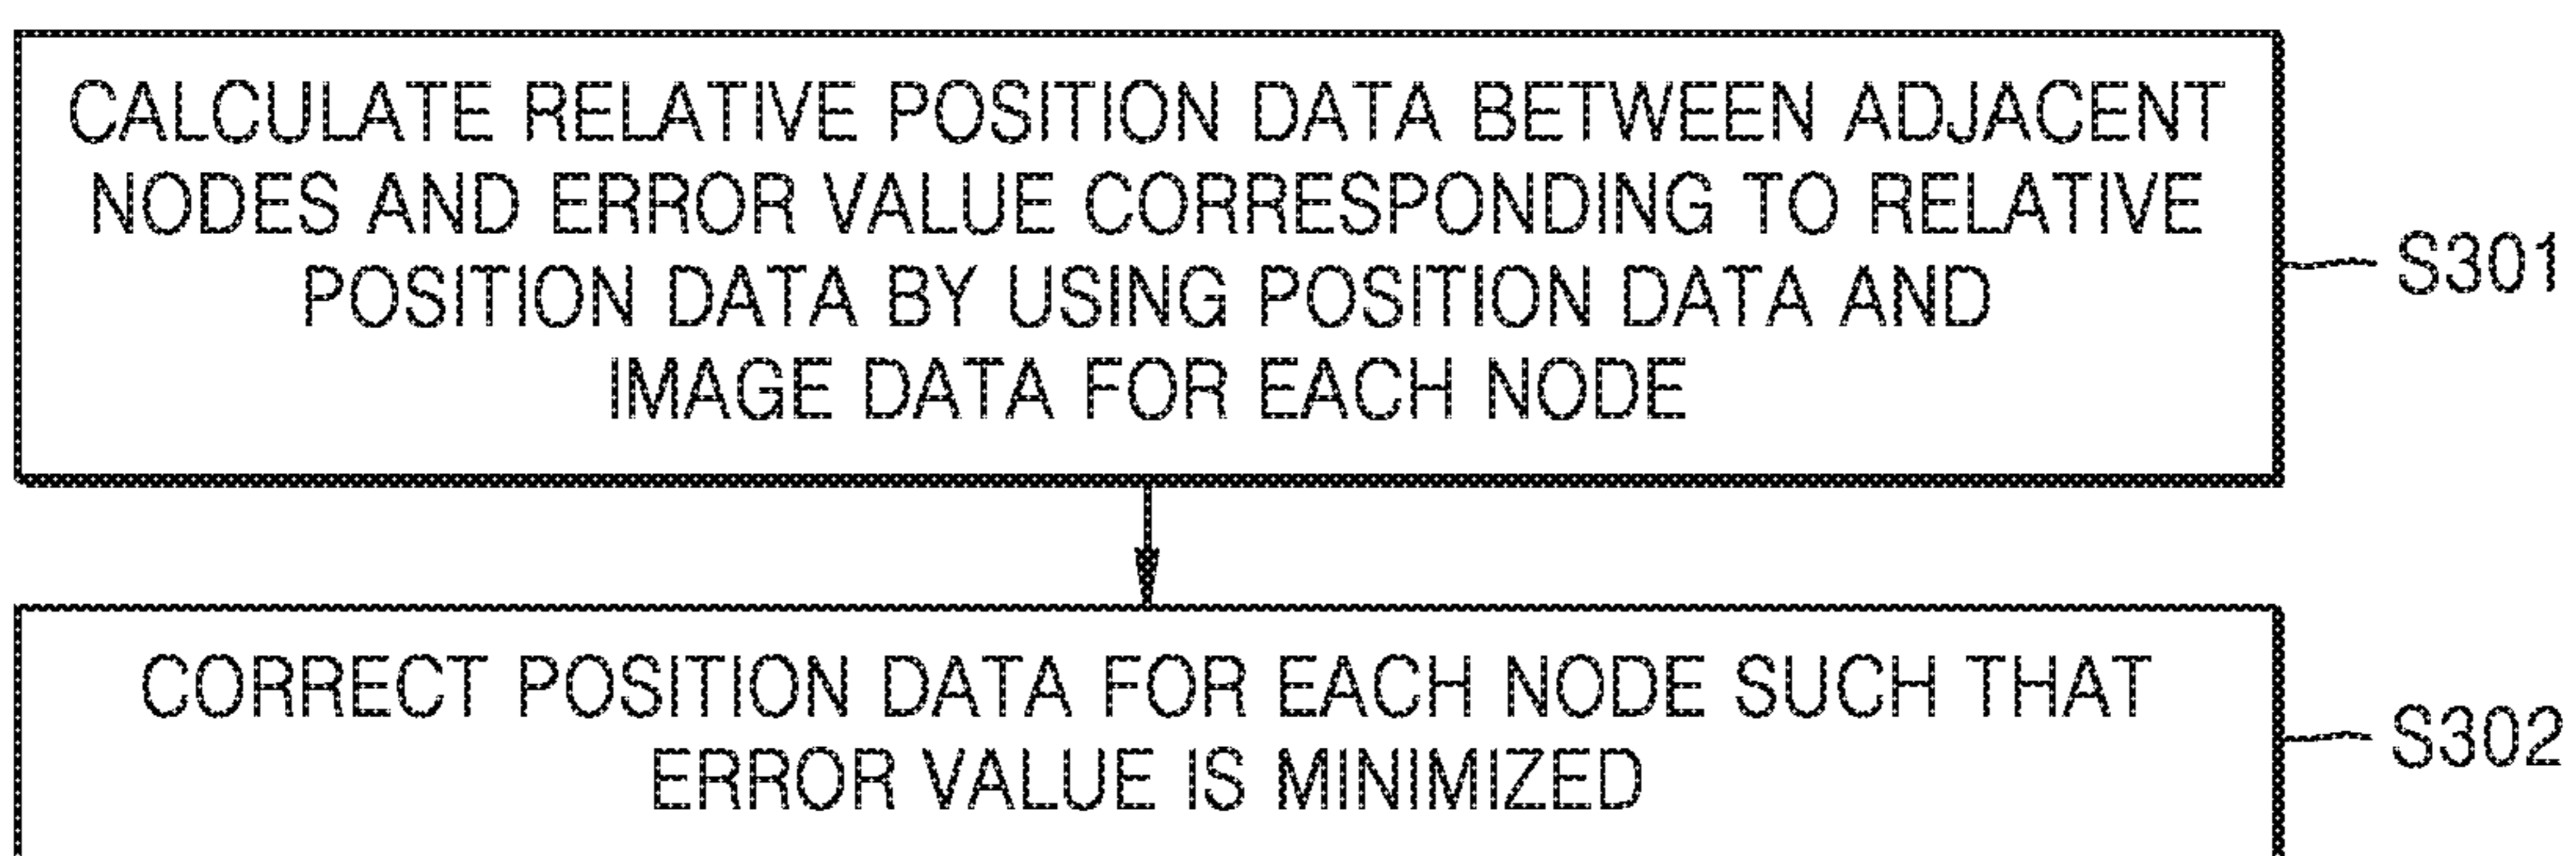 CALCULATE RELATIVE POSITION DATA BETWEEN ADJACENT
NODES AND ERROR VALUE CORRESPONDING TO RELATIVE
POSITION DATA BY USING POSITION DATA AND
IMAGE DATA FOR EACH NODE
S301
CORRECT POSITION DATA FOR EACH NODE SUCH THAT
ERROR VALUE IS MINIMIZED
S302